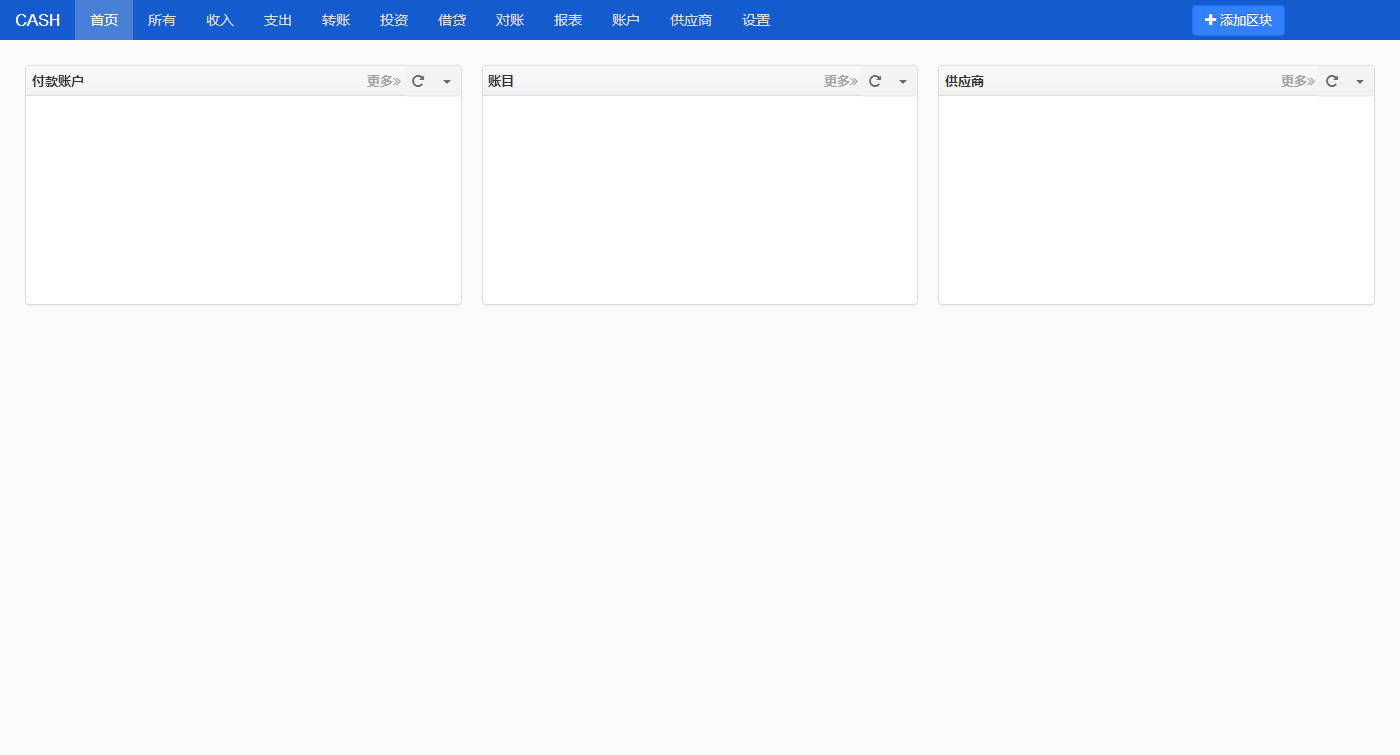 CASH 首页 所有 收入 支出 转账 投资 借贷 对账 报表 账户 供应商 设置 添加区块
付款账户 更多» 账目 更多» 供应商 更多»